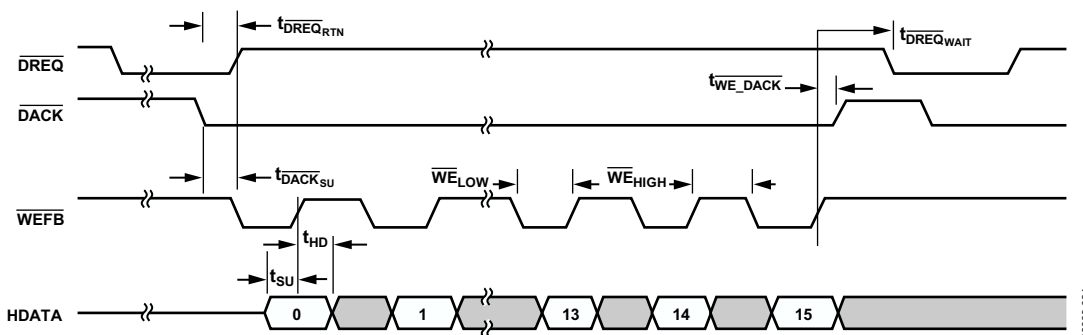 tDREQRTN
tDREQWAIT
DREQ
tWE_DACK
DACK
tDACKSU
WELOW
WEHIGH
WEFB
tHD
tSU
HDATA
0
1
13
14
15